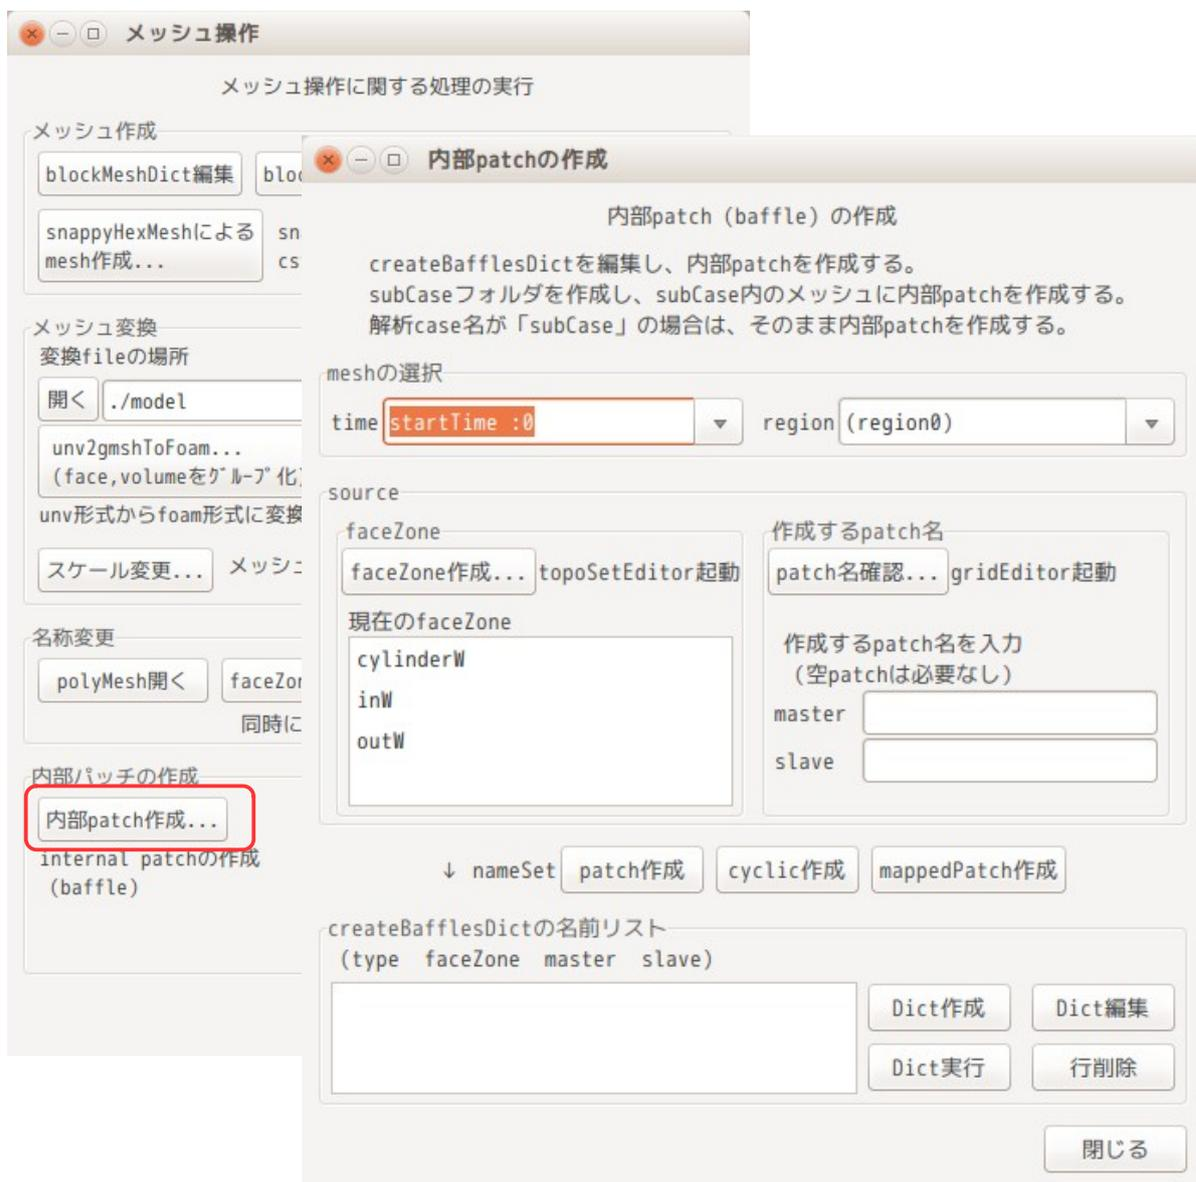 メッシュ操作
メッシュ操作に関する処理の実行
メッシュ作成
blockMeshDict編集
snappyHexMeshによる
mesh作成...
メッシュ変換
変換fileの場所
開く
./model
unv2gmshToFoam...
(face,volumeをグループ化)
unv形式からfoam形式に変換
スケール変更...
名称変更
polyMesh開く
同時に
内部パッチの作成
内部patch作成...
internal patchの作成
(baffle)
内部patchの作成
内部patch(baffle)の作成
createBafflesDictを編集し、内部patchを作成する。
subCaseフォルダを作成し、subCase内のメッシュに内部patchを作成する。
解析case名が「subCase」の場合は、そのまま内部patchを作成する。
meshの選択
time startTime :0 region (region0)
source
faceZone
faceZone作成... topoSetEditor起動
現在のfaceZone
cylinderW
inW
outW
作成するpatch名
patch名確認... gridEditor起動
作成するpatch名を入力
(空patchは必要なし)
master
slave
↓ nameSet patch作成 cyclic作成 mappedPatch作成
createBafflesDictの名前リスト
(type faceZone master slave)
Dict作成 Dict編集
Dict実行 行削除
閉じる